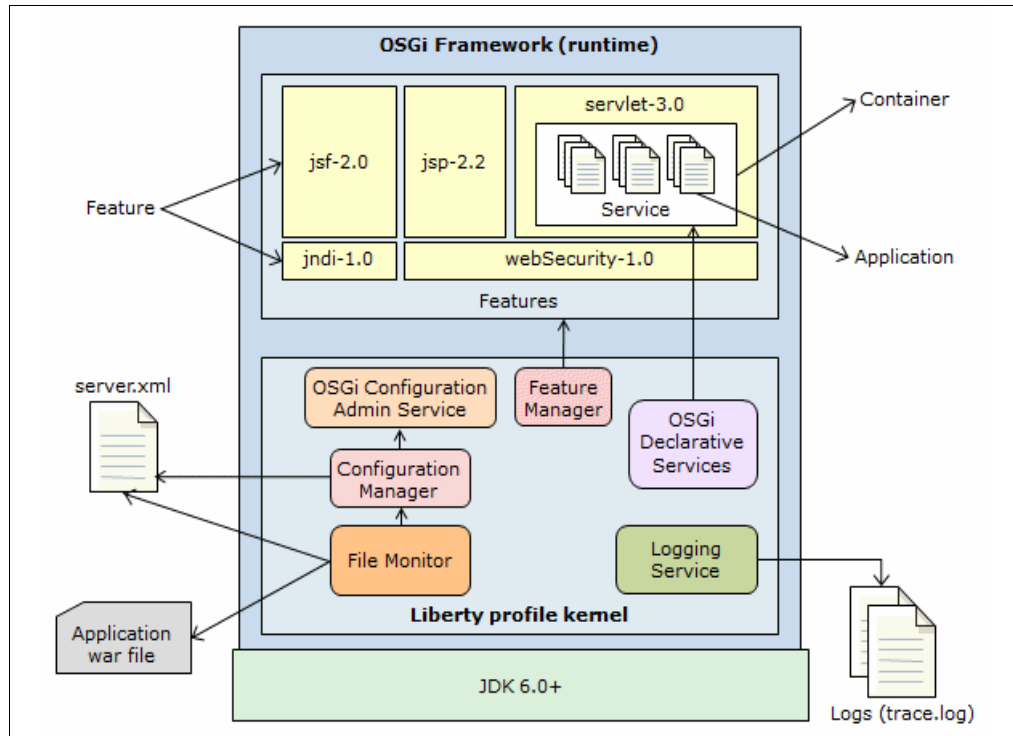 OSGi Framework (runtime)
servlet-3.0
Container
jsf-2.0
jsp-2.2
Feature
Service
Application
jndi-1.0
webSecurity-1.0
Features
server.xml
OSGi Configuration
Admin Service
Feature
Manager
OSGi
Declarative
Services
Configuration
Manager
File Monitor
Logging
Service
Liberty profile kernel
Application
war file
JDK 6.0+
Logs (trace.log)